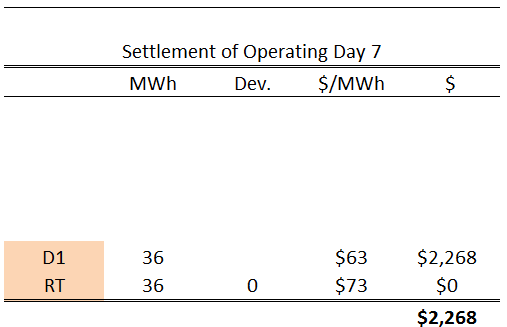 Settlement of Operating Day 7
MWh Dev. $/MWh $
D1 36 $63 $2,268
RT 36 0 $73 $0
$2,268